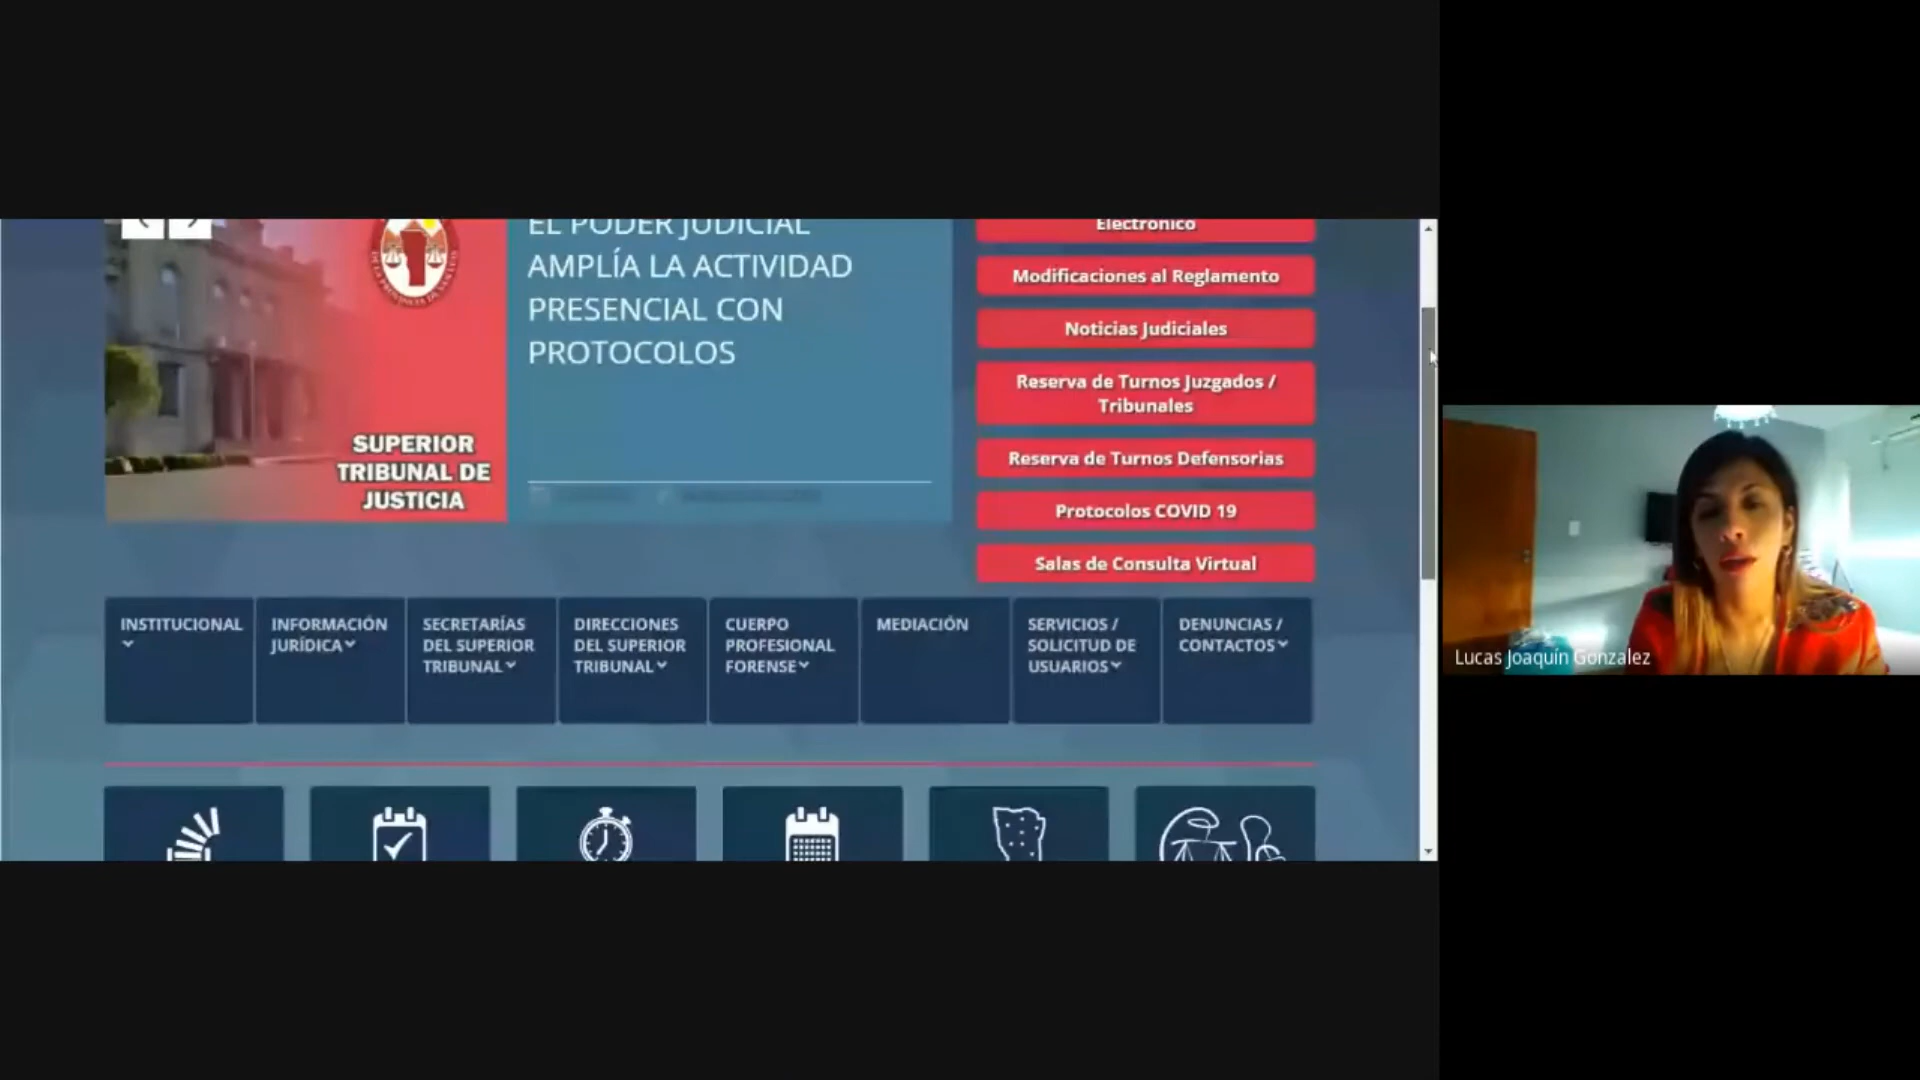 EL PODER JUDICIAL
AMPLÍA LA ACTIVIDAD
PRESENCIAL CON
PROTOCOLOS
SUPERIOR
TRIBUNAL DE
JUSTICIA
Electrónico
Modificaciones al Reglamento
Noticias Judiciales
Reserva de Turnos Juzgados /
Tribunales
Reserva de Turnos Defensorias
Protocolos COVID 19
Salas de Consulta Virtual
INSTITUCIONAL
INFORMACIÓN
JURÍDICA
SECRETARÍAS
DEL SUPERIOR
TRIBUNAL
DIRECCIONES
DEL SUPERIOR
TRIBUNAL
CUERPO
PROFESIONAL
FORENSE
MEDIACIÓN
SERVICIOS /
SOLICITUD DE
USUARIOS
DENUNCIAS /
CONTACTOS
Lucas Joaquín Gonzalez